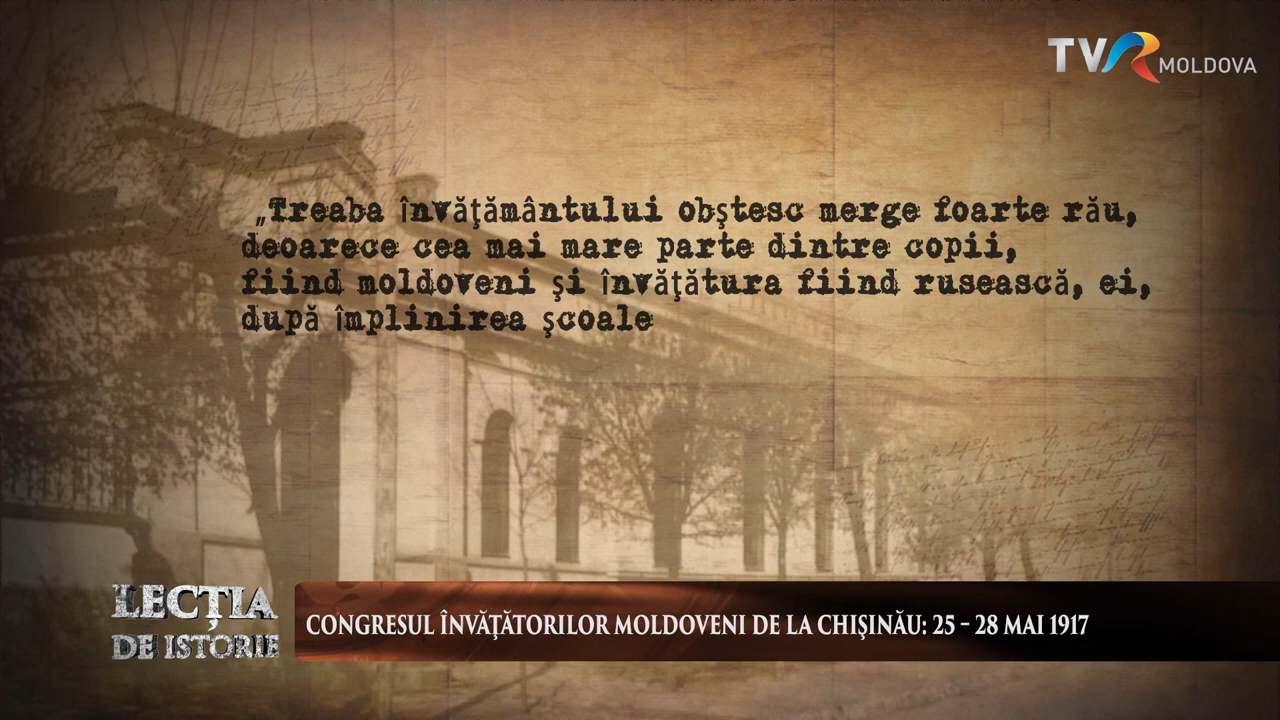 TVR MOLDOVA
„Treaba învăţământului obştesc merge foarte rău,
deoarece cea mai mare parte dintre copii,
fiind moldoveni şi învăţătura fiind rusească, ei,
după împlinirea şcoale
LECȚIA
DE ISTORIE
CONGRESUL ÎNVĂŢĂTORILOR MOLDOVENI DE LA CHIŞINĂU: 25 – 28 MAI 1917